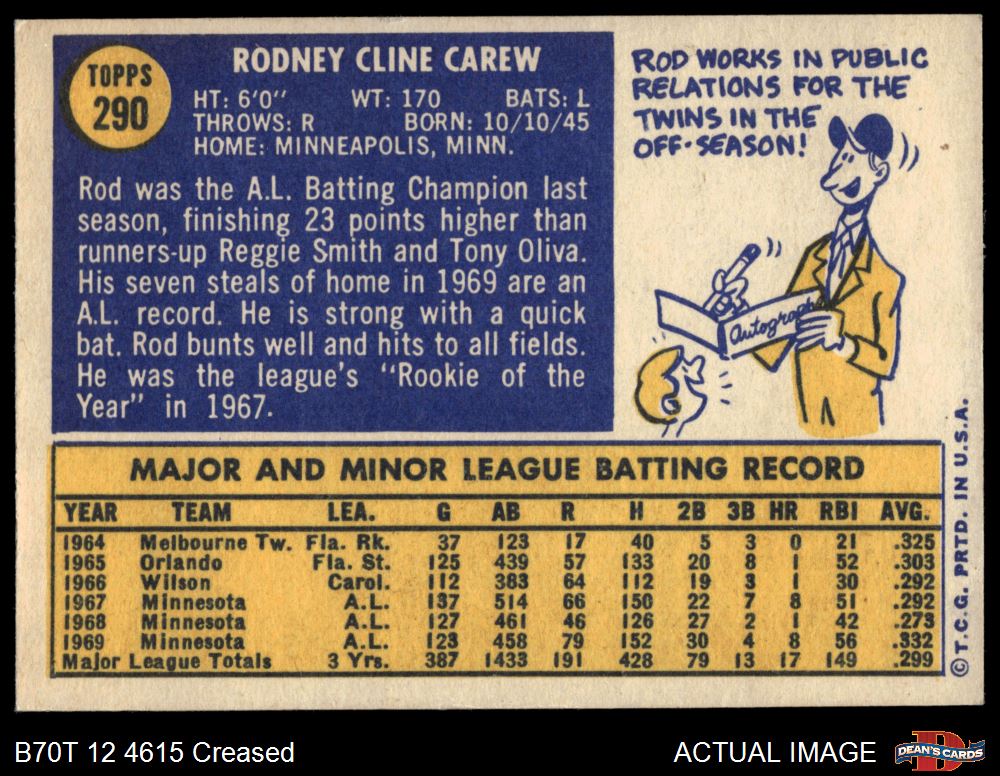 TOPPS
290
RODNEY CLINE CAREW
HT: 6'0" WT: 170 BATS: L
THROWS: R BORN: 10/10/45
HOME: MINNEAPOLIS, MINN.
Rod was the A.L. Batting Champion last
season, finishing 23 points higher than
runners-up Reggie Smith and Tony Oliva.
His seven steals of home in 1969 are an
A.L. record. He is strong with a quick
bat. Rod bunts well and hits to all fields.
He was the league's "Rookie of the
Year" in 1967.
ROD WORKS IN PUBLIC
RELATIONS FOR THE
TWINS IN THE
OFF-SEASON!
Autograph
MAJOR AND MINOR LEAGUE BATTING RECORD
YEAR TEAM LEA. G AB R H 2B 3B HR RBI AVG.
1964 Melbourne Tw. Fla. Rk. 37 123 17 40 5 3 0 21 .325
1965 Orlando Fla. St. 125 439 57 133 20 8 1 52 .303
1966 Wilson Carol. 112 383 64 112 19 3 1 30 .292
1967 Minnesota A.L. 137 514 66 150 22 7 8 51 .292
1968 Minnesota A.L. 127 461 46 126 27 2 1 42 .273
1969 Minnesota A.L. 123 458 79 152 30 4 8 56 .332
Major League Totals 3 Yrs. 387 1433 191 428 79 13 17 149 .299
©T.C.G. PRTD. IN U.S.A.
B70T 12 4615 Creased
ACTUAL IMAGE
D
DEAN'S CARDS